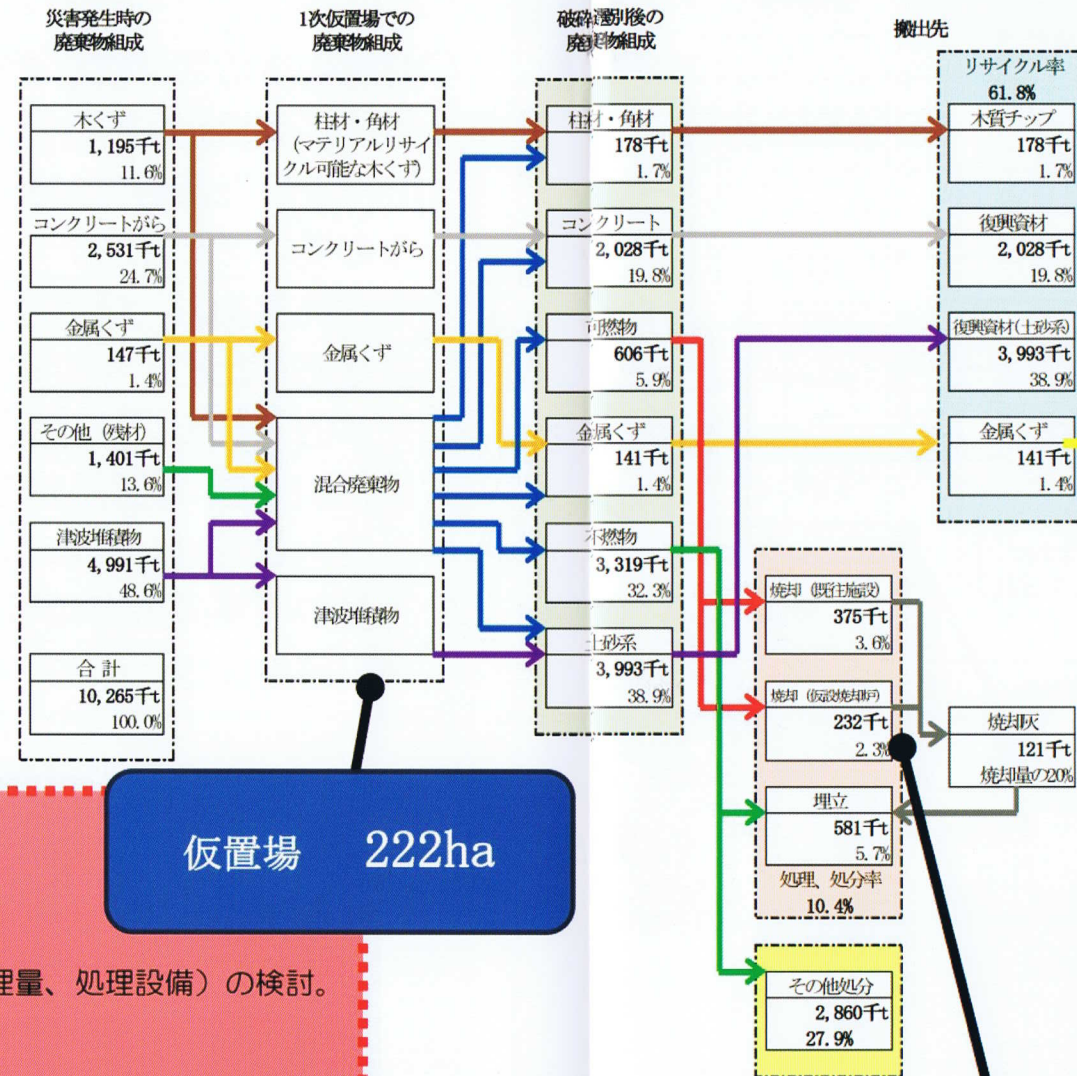 災害発生時の
廃棄物組成
木くず
1,195千t
11.6%
コンクリートがら
2,531千t
24.7%
金属くず
147千t
1.4%
その他（残材）
1,401千t
13.6%
津波堆積物
4,991千t
48.6%
合計
10,265千t
100.0%
1次仮置場での
廃棄物組成
柱材・角材
（マテリアルリサイ
クル可能な木くず）
コンクリートがら
金属くず
混合廃棄物
津波堆積物
破砕選別後の
廃棄物組成
柱材・角材
178千t
1.7%
コンクリート
2,028千t
19.8%
可燃物
606千t
5.9%
金属くず
141千t
1.4%
不燃物
3,319千t
32.3%
土砂系
3,993千t
38.9%
搬出先
リサイクル率
61.8%
木質チップ
178千t
1.7%
復興資材
2,028千t
19.8%
復興資材（土砂系）
3,993千t
38.9%
金属くず
141千t
1.4%
焼却（既往施設）
375千t
3.6%
焼却（仮設焼却炉）
232千t
2.3%
埋立
581千t
5.7%
処理、処分率
10.4%
焼却灰
121千t
焼却量の20%
その他処分
2,860千t
27.9%
仮置場　222ha
理量、処理設備）の検討。